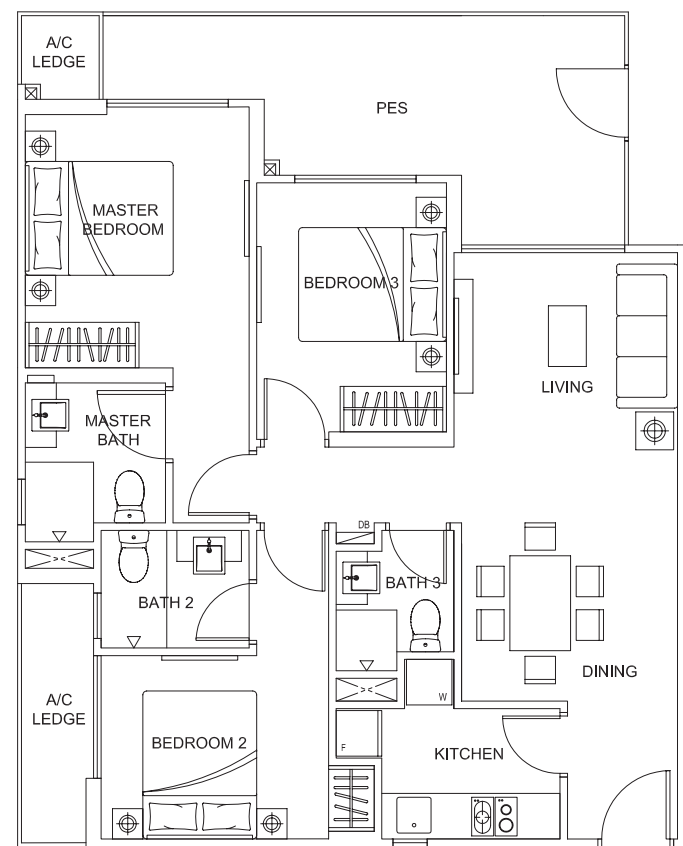 A/C
LEDGE
PES
MASTER
BEDROOM
BEDROOM 3
LIVING
MASTER
BATH
DB
BATH 2
BATH 3
DINING
A/C
LEDGE
W
BEDROOM 2
F
KITCHEN